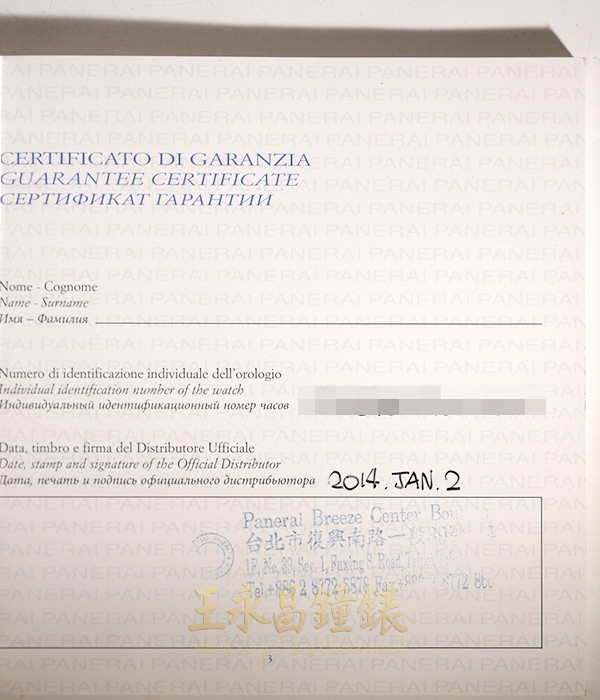 CERTIFICATO DI GARANZIA
GUARANTEE CERTIFICATE
СЕРТИФИКАТ ГАРАНТИИ
Nome - Cognome
Name - Surname
Имя – Фамилия
Numero di identificazione individuale dell'orologio
Individual identification number of the watch
Индивидуальный идентификационный номер часов
Data, timbro e firma del Distributore Ufficiale
Date, stamp and signature of the Official Distributor
Дата, печать и подпись официального дистрибьютора 2014.JAN.2
Panerai Breeze Center
台北市復興南路一段
1F, No. 39, Sec. 1, Fuxing S. Road,
Tel:+886 2 8772
王永昌鐘錶
3